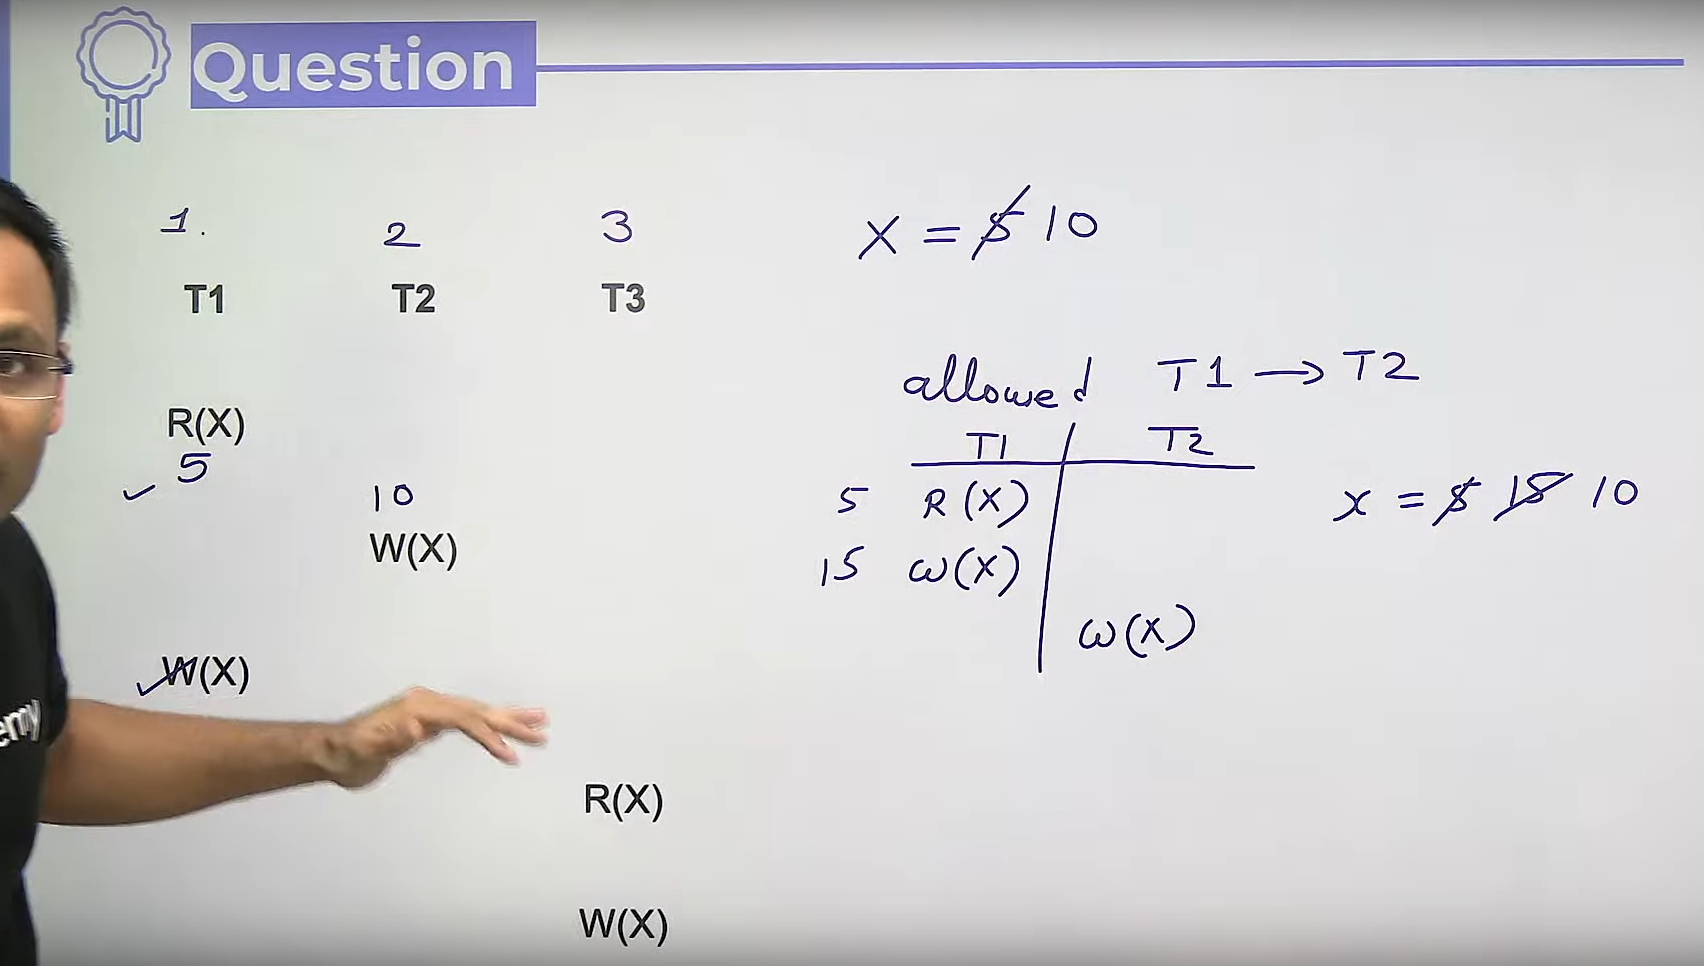 Question
1. 2 3
T1 T2 T3
R(X)
5
10
W(X)
W(X)
R(X)
W(X)
emy
X = 5 10
allowed T1 → T2
T1 T2
5 R(X)
15 W(X)
W(X)
x = 5 15 10